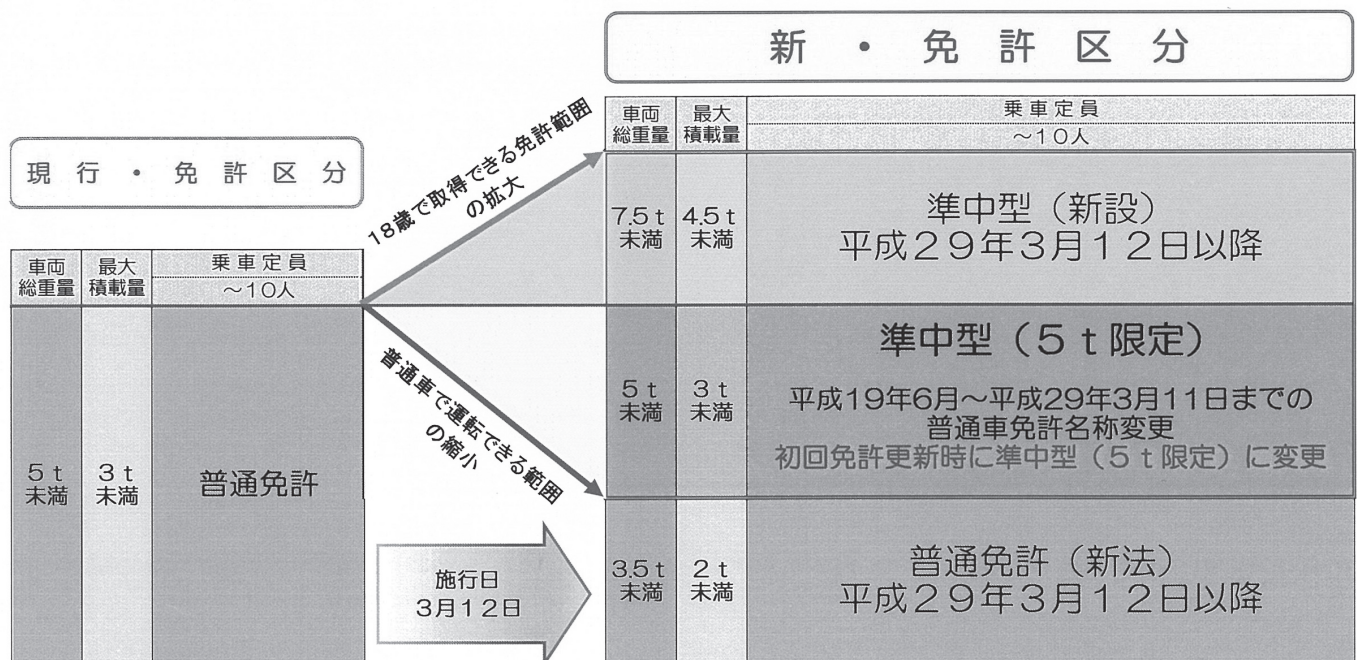 新・免許区分
車両総重量
最大積載量
乗車定員
～10人
現行・免許区分
18歳で取得できる免許範囲
の拡大
7.5t
未満
4.5t
未満
準中型（新設）
平成29年3月12日以降
車両
総重量
最大
積載量
乗車定員
～10人
普通車で運転できる範囲
の縮小
5t
未満
3t
未満
準中型（5t限定）
平成19年6月～平成29年3月11日までの
普通車免許名称変更
初回免許更新時に準中型（5t限定）に変更
5t
未満
3t
未満
普通免許
施行日
3月12日
3.5t
未満
2t
未満
普通免許（新法）
平成29年3月12日以降